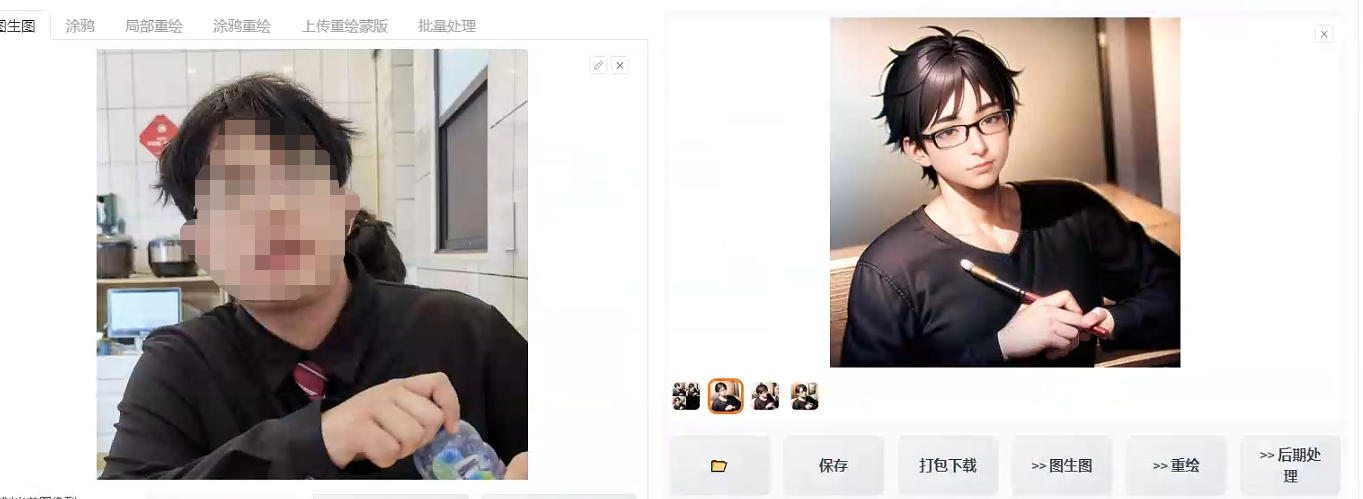 图生图
涂鸦
局部重绘
涂鸦重绘
上传重绘蒙版
批量处理
保存
打包下载
>> 图生图
>> 重绘
>> 后期处
理